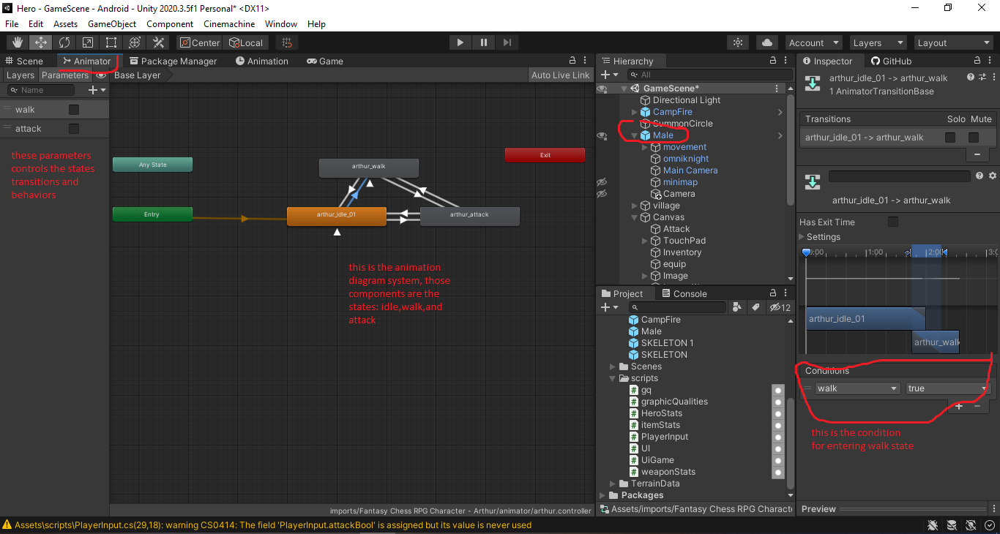 Hero - GameScene - Android - Unity 2020.3.5f1 Personal* <DX11>
File Edit Assets GameObject Component Cinemachine Window Help
Center Local Account Layers Layout
Scene Animator Package Manager Animation Game
Layers Parameters Base Layer Auto Live Link
Name
walk
attack
these parameters
controls the states
transitions and
behaviors
Any State
Entry
arthur_walk
Exit
arthur_idle_01
arthur_attack
this is the animation
diagram system, those
components are the
states: idle,walk,and
attack
imports/Fantasy Chess RPG Character - Arthur/animator/arthur.controller
Hierarchy
All
GameScene*
Directional Light
CampFire
SummonCircle
Male
movement
omniknight
Main Camera
minimap
Camera
village
Canvas
Attack
TouchPad
Inventory
equip
Image
Project Console
12
CampFire
Male
SKELETON 1
SKELETON
Scenes
scripts
gq
graphicQualities
HeroStats
itemStats
PlayerInput
UI
UiGame
weaponStats
TerrainData
Packages
Assets/imports/Fantasy Chess RPG Charact
Inspector GitHub
arthur_idle_01 -> arthur_walk
1 AnimatorTransitionBase
Transitions Solo Mute
arthur_idle_01 -> arthur_walk
arthur_idle_01 -> arthur_walk
Has Exit Time
Settings
:00 1:00 2:00 3:0
arthur_idle_01
arthur_walk
Conditions
walk true
this is the condition
for entering walk state
Preview
Assets\scripts\PlayerInput.cs(29,18): warning CS0414: The field 'PlayerInput.attackBool' is assigned but its value is never used